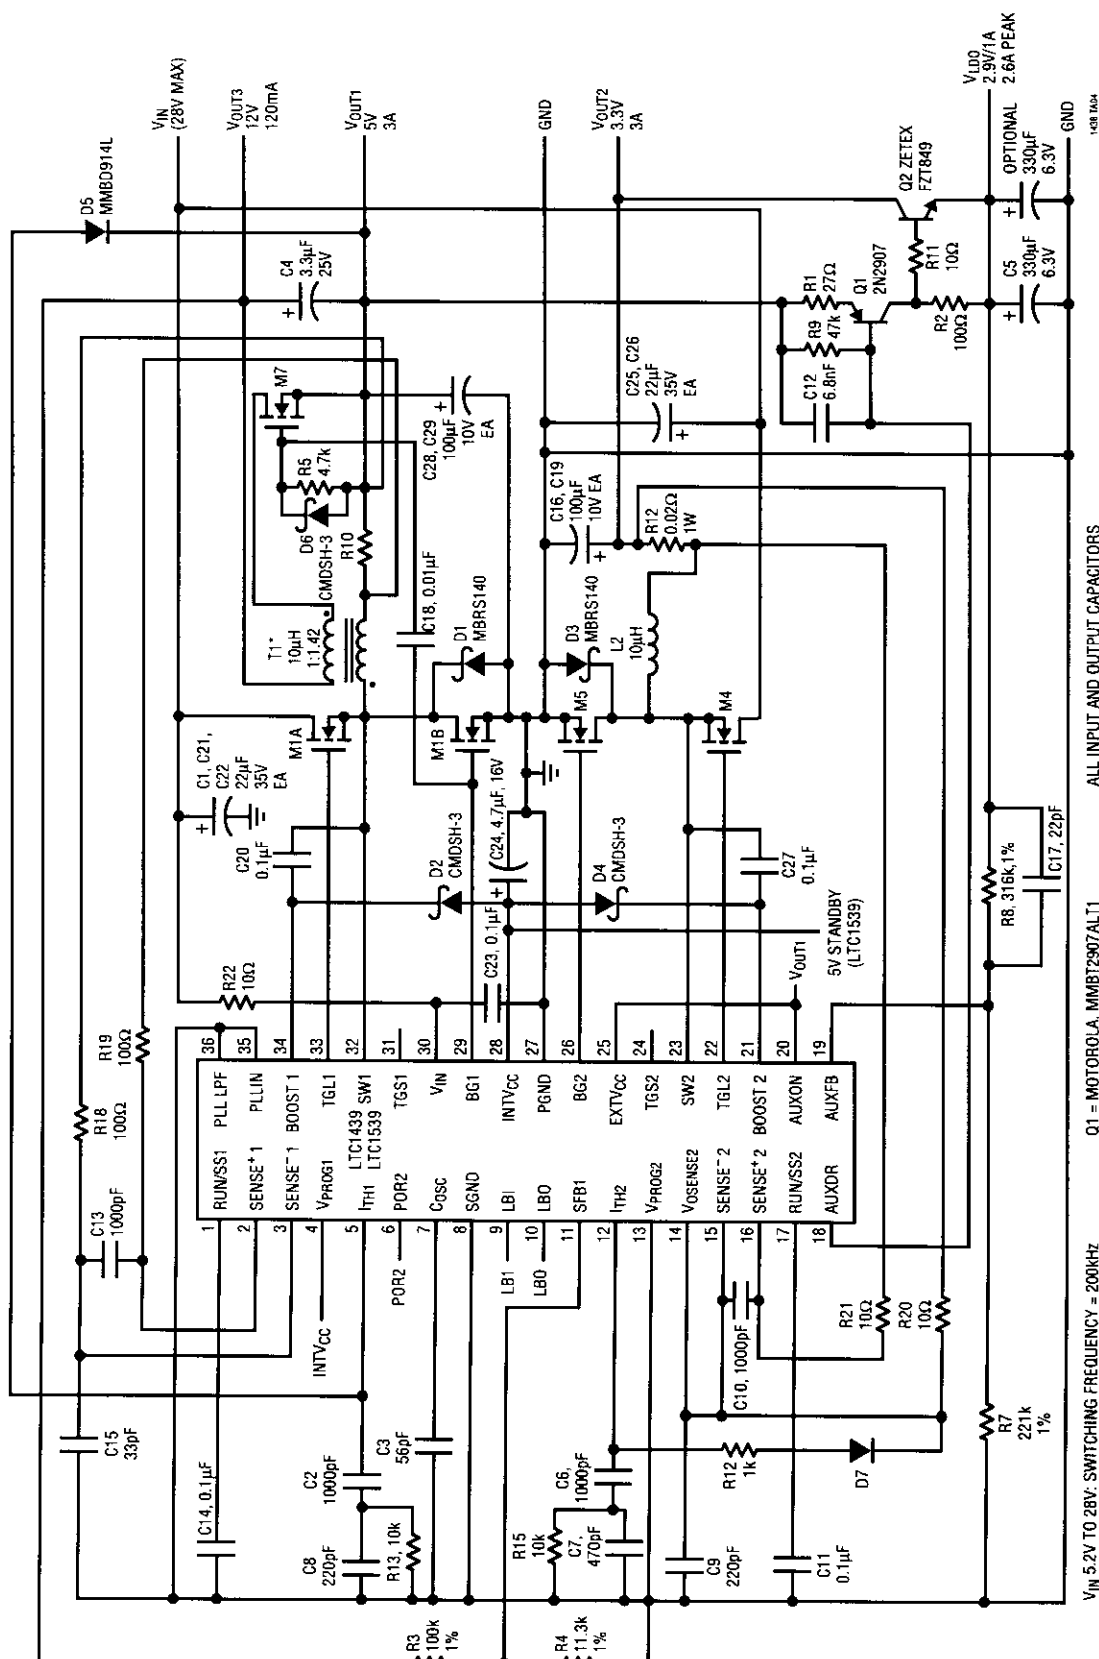 VIN
(28V MAX)
VOUT3
12V
120mA
VOUT1
5V
3A
GND
VOUT2
3.3V
3A
VLDO
2.9V/1A
2.6A PEAK
GND
1438 TA04
D5
MMBD914L
C4
3.3µF
25V
+
M7
R5
4.7k
D6
CMDSH-3
R10
C28, C29
100µF
10V
EA
+
C18, 0.01µF
T1*
10µH
1:1.42
M1A
C1, C21,
C22
22µF
35V
EA
+
C20
0.1µF
R22
10Ω
R19
100Ω
R18
100Ω
C13
1000pF
D1
MBRS140
M1B
D2
CMDSH-3
C24, 4.7µF, 16V
+
C23, 0.1µF
C16, C19
100µF
10V EA
+
C25, C26
22µF
35V
EA
+
D3
MBRS140
M5
L2
10µH
R12
0.02Ω
1W
M4
D4
CMDSH-3
C27
0.1µF
5V STANDBY
(LTC1539)
VOUT1
Q2 ZETEX
FZT849
R11
10Ω
R1
27Ω
Q1
2N2907
R9
47k
C12
6.8nF
R2
100Ω
C5
330µF
6.3V
+
OPTIONAL
330µF
6.3V
+
R8, 316k,1%
C17, 22pF
LTC1439
LTC1539
1 RUN/SS1
2 SENSE+ 1
3 SENSE– 1
4 VPROG1
5 ITH1
6 POR2
7 COSC
8 SGND
9 LBI
10 LBO
11 SFB1
12 ITH2
13 VPROG2
14 VOSENSE2
15 SENSE– 2
16 SENSE+ 2
17 RUN/SS2
18 AUXDR
36 PLL LPF
35 PLLIN
34 BOOST 1
33 TGL1
32 SW1
31 TGS1
30 VIN
29 BG1
28 INTVCC
27 PGND
26 BG2
25 EXTVCC
24 TGS2
23 SW2
22 TGL2
21 BOOST 2
20 AUXON
19 AUXFB
INTVCC
POR2
LB1
LBO
C15
33pF
C14, 0.1µF
C2
1000pF
C8
220pF
R13, 10k
C3
56pF
R3
100k
1%
R4
11.3k
1%
R15
10k
C6,
1000pF
C7,
470pF
C10, 1000pF
R12
1k
D7
C9
220pF
C11
0.1µF
R21
10Ω
R20
10Ω
R7
221k
1%
VIN 5.2V TO 28V: SWITCHING FREQUENCY = 200kHz
Q1 = MOTOROLA, MMBT2907ALT1
ALL INPUT AND OUTPUT CAPACITORS